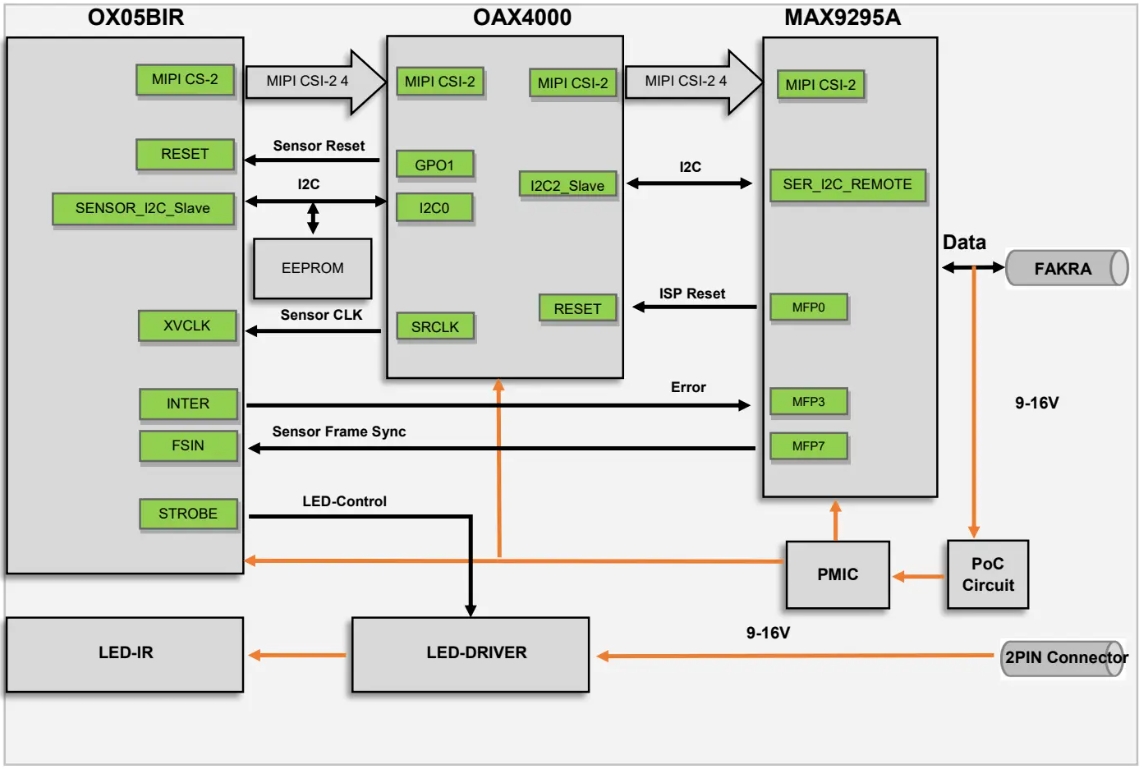 OX05BIR
OAX4000
MAX9295A
MIPI CS-2
MIPI CSI-2 4
MIPI CSI-2
MIPI CSI-2
MIPI CSI-2 4
MIPI CSI-2
RESET
Sensor Reset
GPO1
I2C
I2C2_Slave
SER_I2C_REMOTE
SENSOR_I2C_Slave
I2C
I2C0
EEPROM
Data
FAKRA
ISP Reset
RESET
MFP0
XVCLK
Sensor CLK
SRCLK
INTER
Error
MFP3
9-16V
FSIN
Sensor Frame Sync
MFP7
STROBE
LED-Control
PMIC
PoC
Circuit
LED-IR
LED-DRIVER
9-16V
2PIN Connector